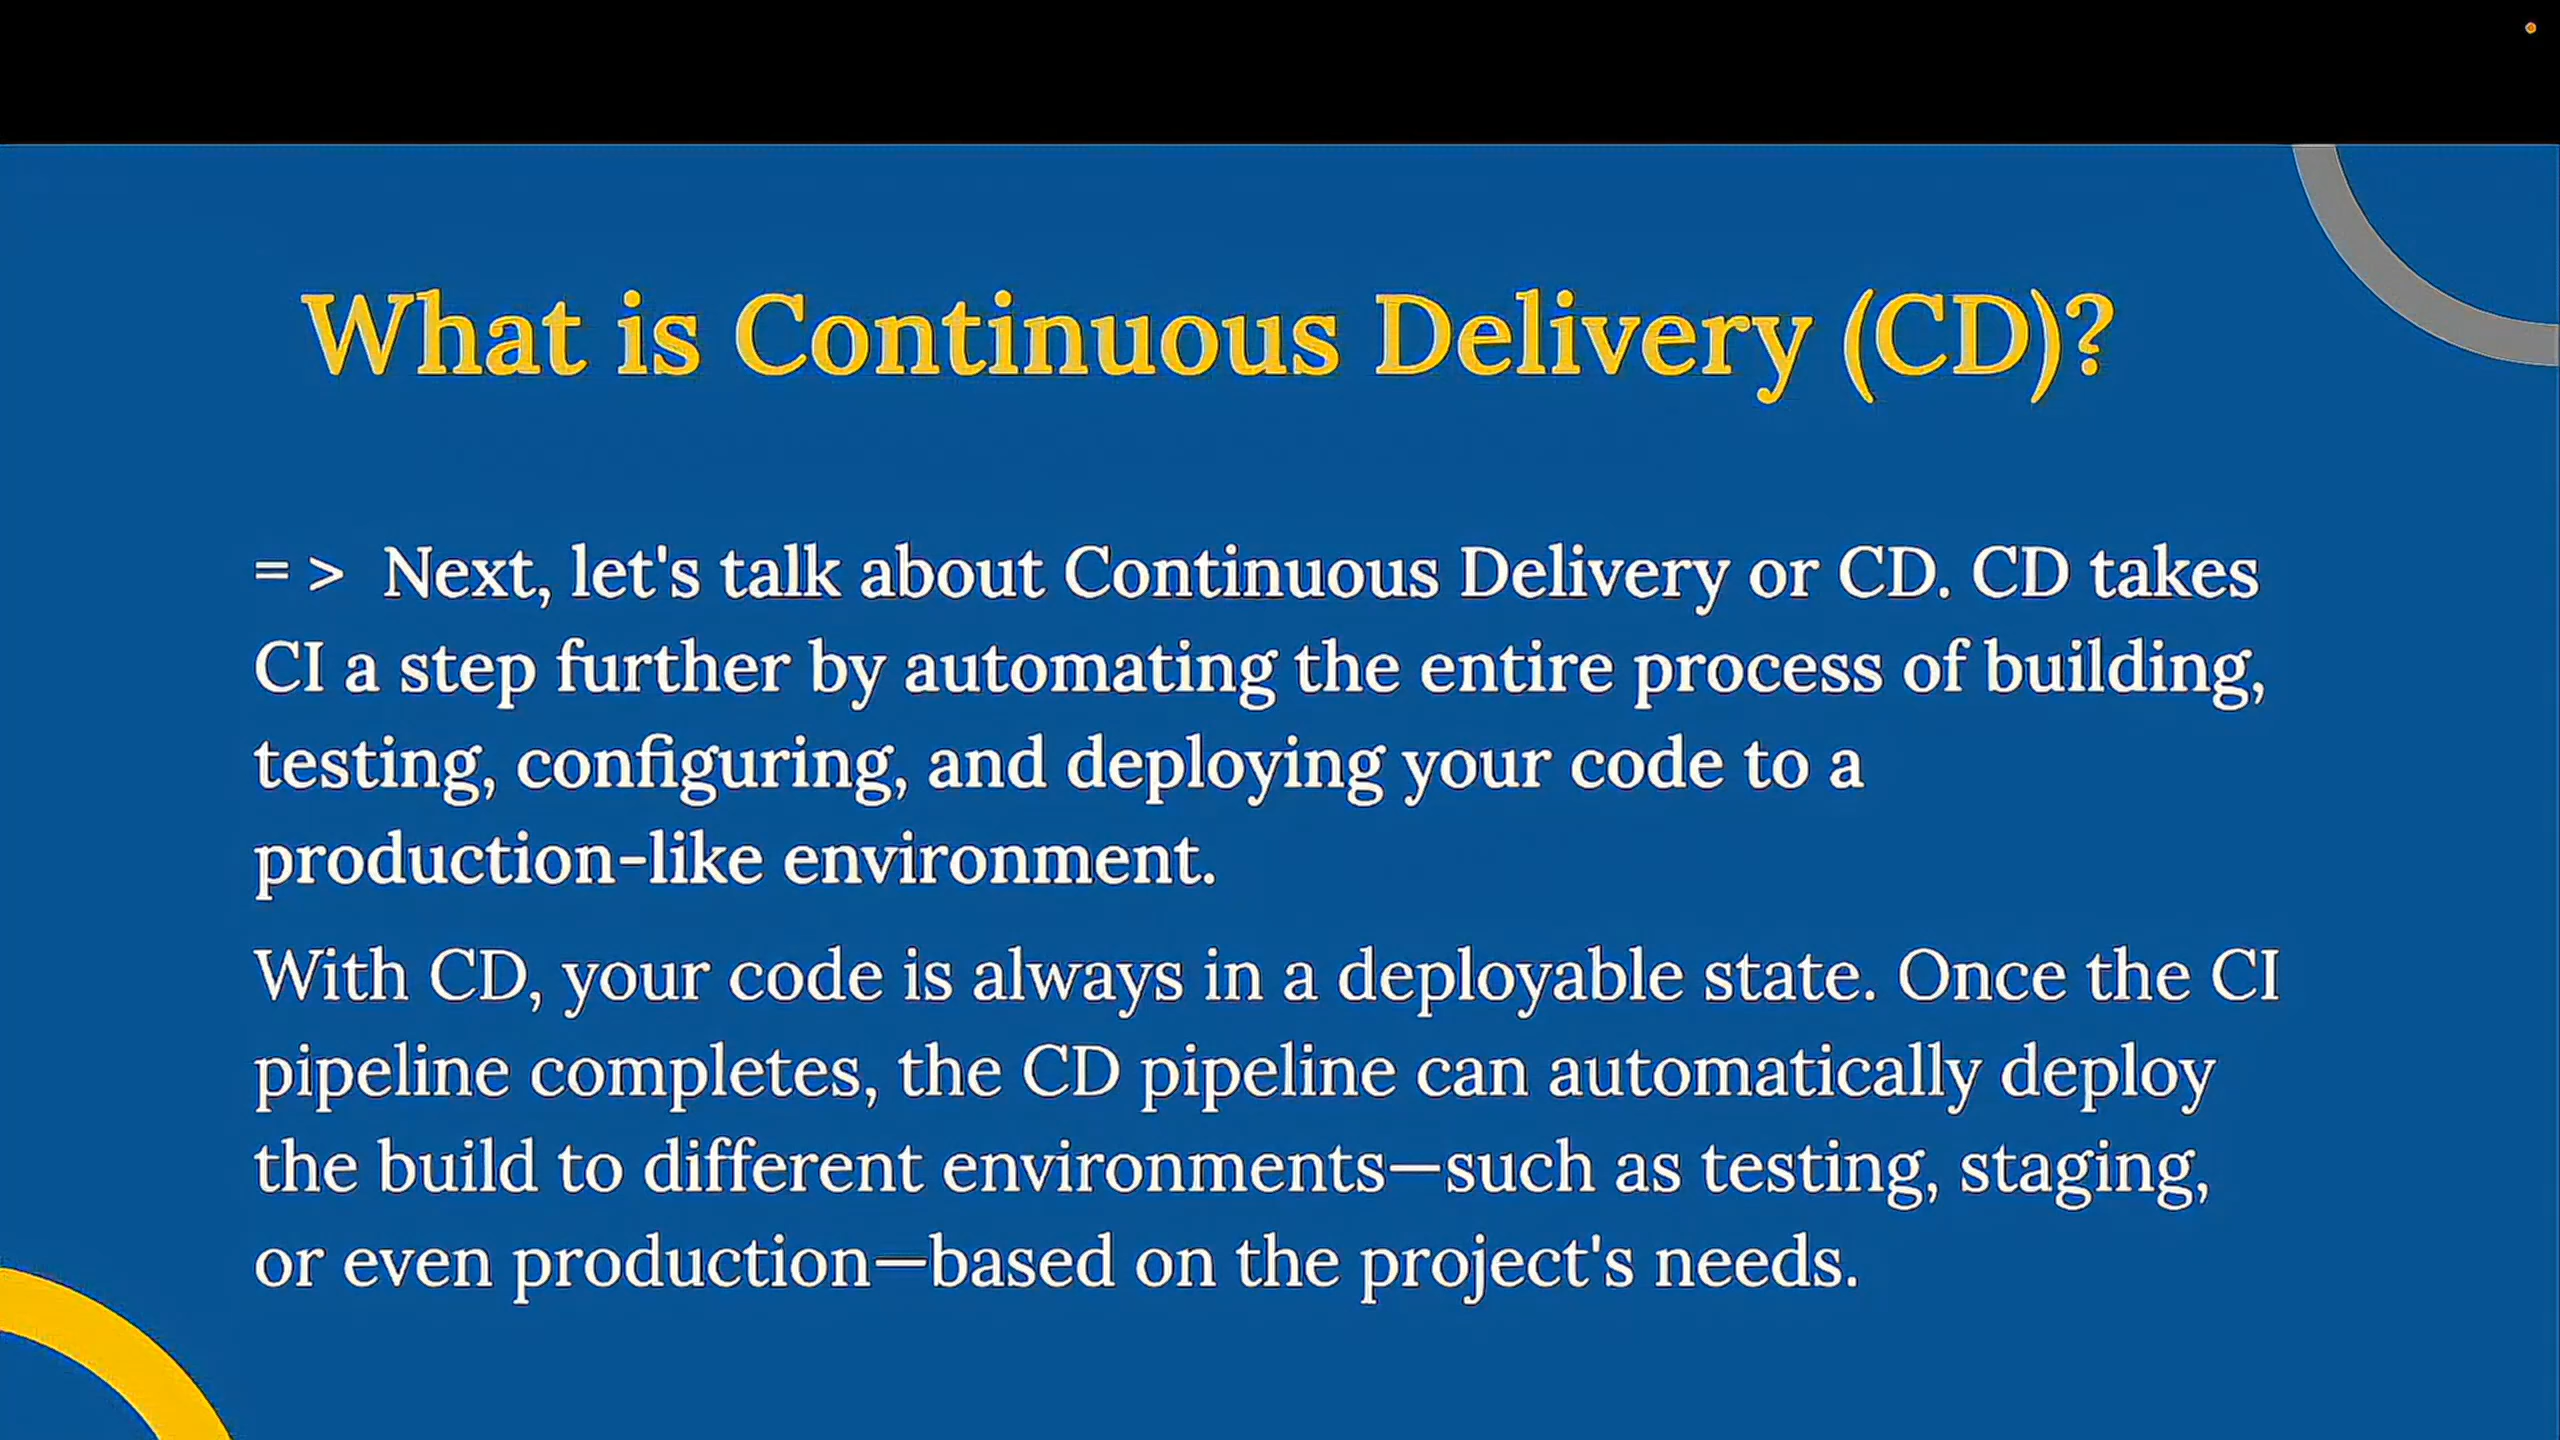 What is Continuous Delivery (CD)?
= > Next, let's talk about Continuous Delivery or CD. CD takes
CI a step further by automating the entire process of building,
testing, configuring, and deploying your code to a
production-like environment.
With CD, your code is always in a deployable state. Once the CI
pipeline completes, the CD pipeline can automatically deploy
the build to different environments—such as testing, staging,
or even production—based on the project's needs.